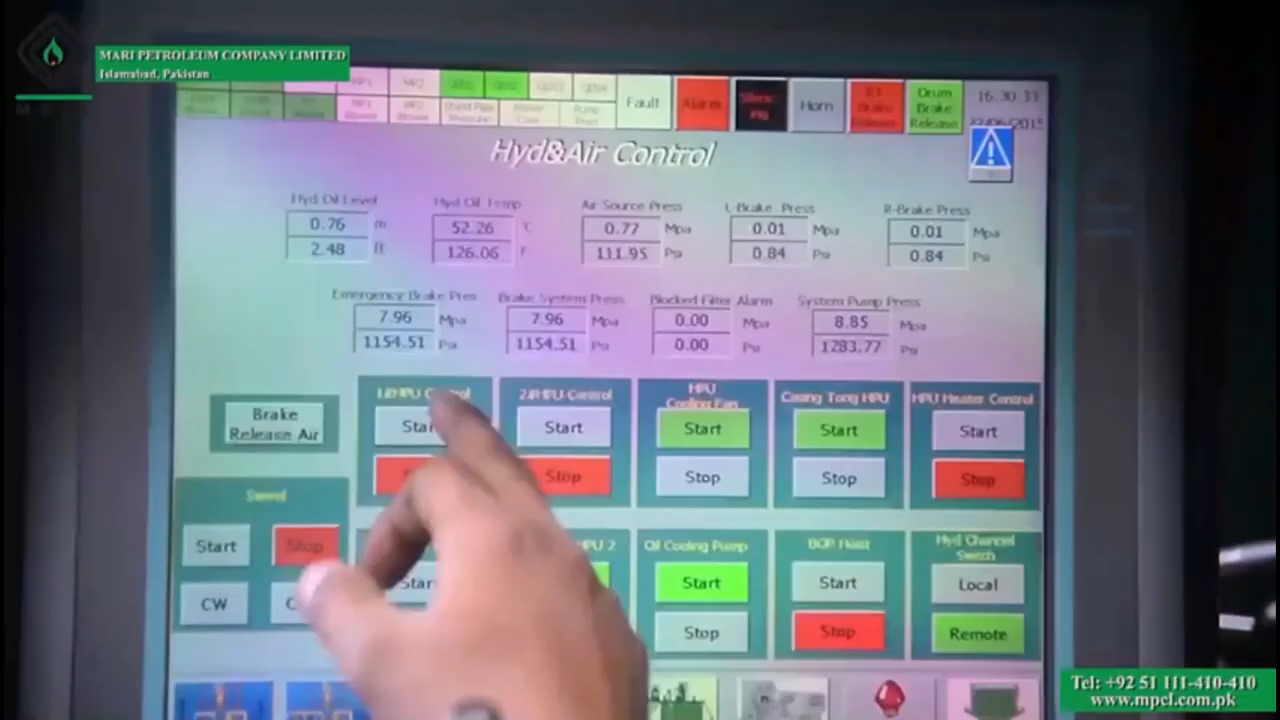 MARI PETROLEUM COMPANY LIMITED
Islamabad, Pakistan
MP1 MP2
Fault Alarm Horn Drum Brake Release 16.30 33
Hyd&Air Control
Hyd Oil Level Hyd Oil Temp Air Source Press L-Brake Press R-Brake Press
0.76 m 52.26 ℃ 0.77 Mpa 0.01 Mpa 0.01 Mpa
2.48 ft 126.06 F 111.95 Psi 0.84 Psi 0.84 Psi
Emergency Brake Pres Brake System Press Blocked Filter Alarm System Pump Press
7.96 Mpa 7.96 Mpa 0.00 Mpa 8.85 Mpa
1154.51 Psi 1154.51 Psi 0.00 Psi 1283.77 Psi
Brake
Release Air
2#HPU Control
HPU
Cooling Fan
Casing Tong HPU
HPU Heater Control
Start Start Start Start
Stop Stop Stop Stop
Start Stop
CW
HPU 2
Oil Cooling Pump
BOP Hoist
Hyd Channel
Switch
Start Start Start Local
Stop Stop Remote
Tel: +92 51 111-410-410
www.mpcl.com.pk